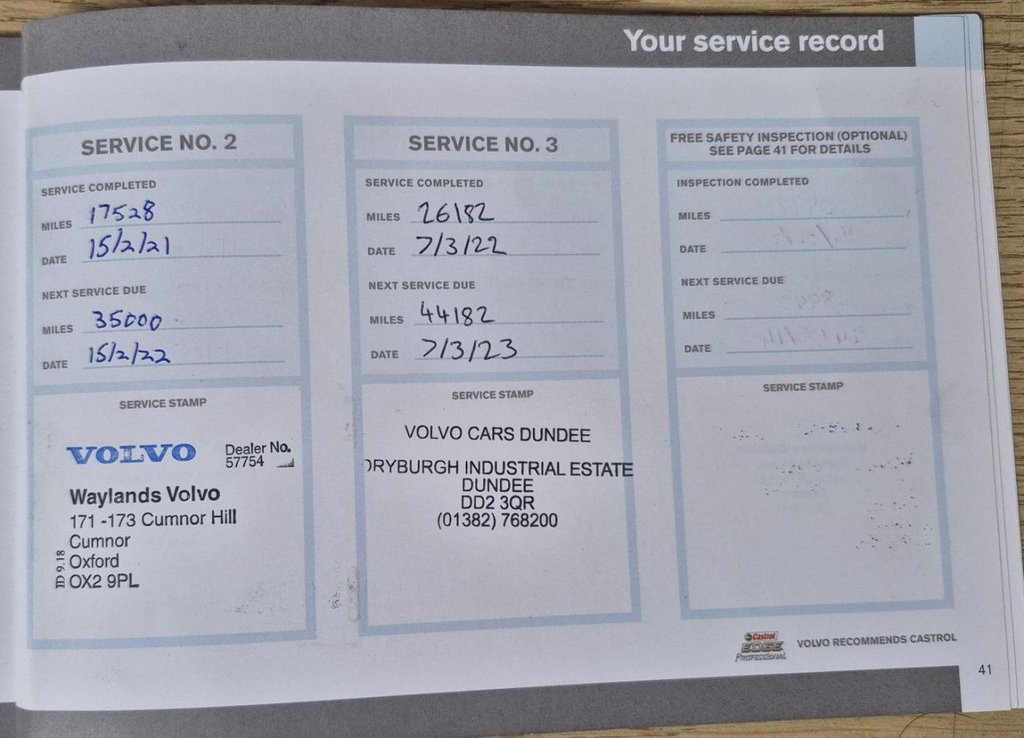 Your service record
SERVICE NO. 2
SERVICE COMPLETED
MILES 17528
DATE 15/2/21
NEXT SERVICE DUE
MILES 35000
DATE 15/2/22
SERVICE STAMP
VOLVO Dealer No.
57754
Waylands Volvo
171 -173 Cumnor Hill
Cumnor
Oxford
OX2 9PL
TD 9.18
SERVICE NO. 3
SERVICE COMPLETED
MILES 26182
DATE 7/3/22
NEXT SERVICE DUE
MILES 44182
DATE 7/3/23
SERVICE STAMP
VOLVO CARS DUNDEE
DRYBURGH INDUSTRIAL ESTATE
DUNDEE
DD2 3QR
(01382) 768200
FREE SAFETY INSPECTION (OPTIONAL)
SEE PAGE 41 FOR DETAILS
INSPECTION COMPLETED
MILES
DATE
NEXT SERVICE DUE
MILES
DATE
SERVICE STAMP
Castrol
EDGE
Professional
VOLVO RECOMMENDS CASTROL
41